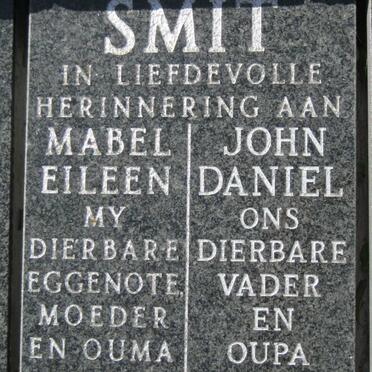 SMIT
IN LIEFDEVOLLE
HERINNERING AAN
MABEL
EILEEN
MY
DIERBARE
EGGENOTE,
MOEDER
EN OUMA
JOHN
DANIEL
ONS
DIERBARE
VADER
EN
OUPA